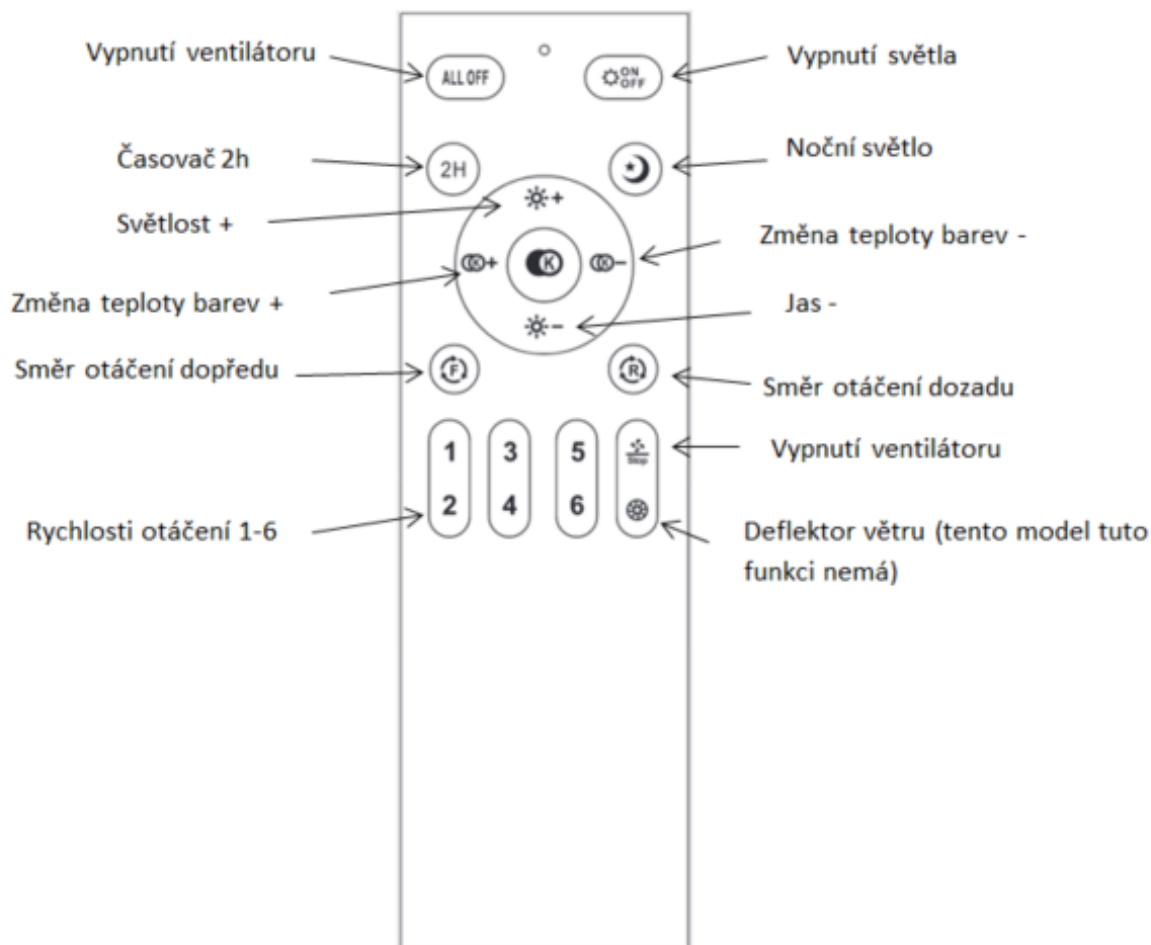 Vypnutí ventilátoru
ALL OFF
ON
OFF
Vypnutí světla
Časovač 2h
2H
Noční světlo
Světlost +
+
Změna teploty barev -
Změna teploty barev +
K+
K
K-
Jas -
-
Směr otáčení dopředu
F
R
Směr otáčení dozadu
1
3
5
Stop
Vypnutí ventilátoru
Rychlosti otáčení 1-6
2
4
6
Deflektor větru (tento model tuto
funkci nemá)